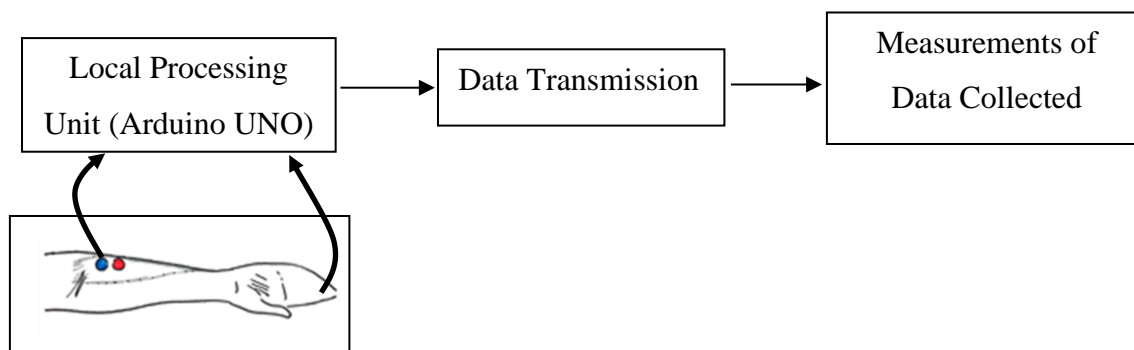 Local Processing
Unit (Arduino UNO)
Data Transmission
Measurements of
Data Collected